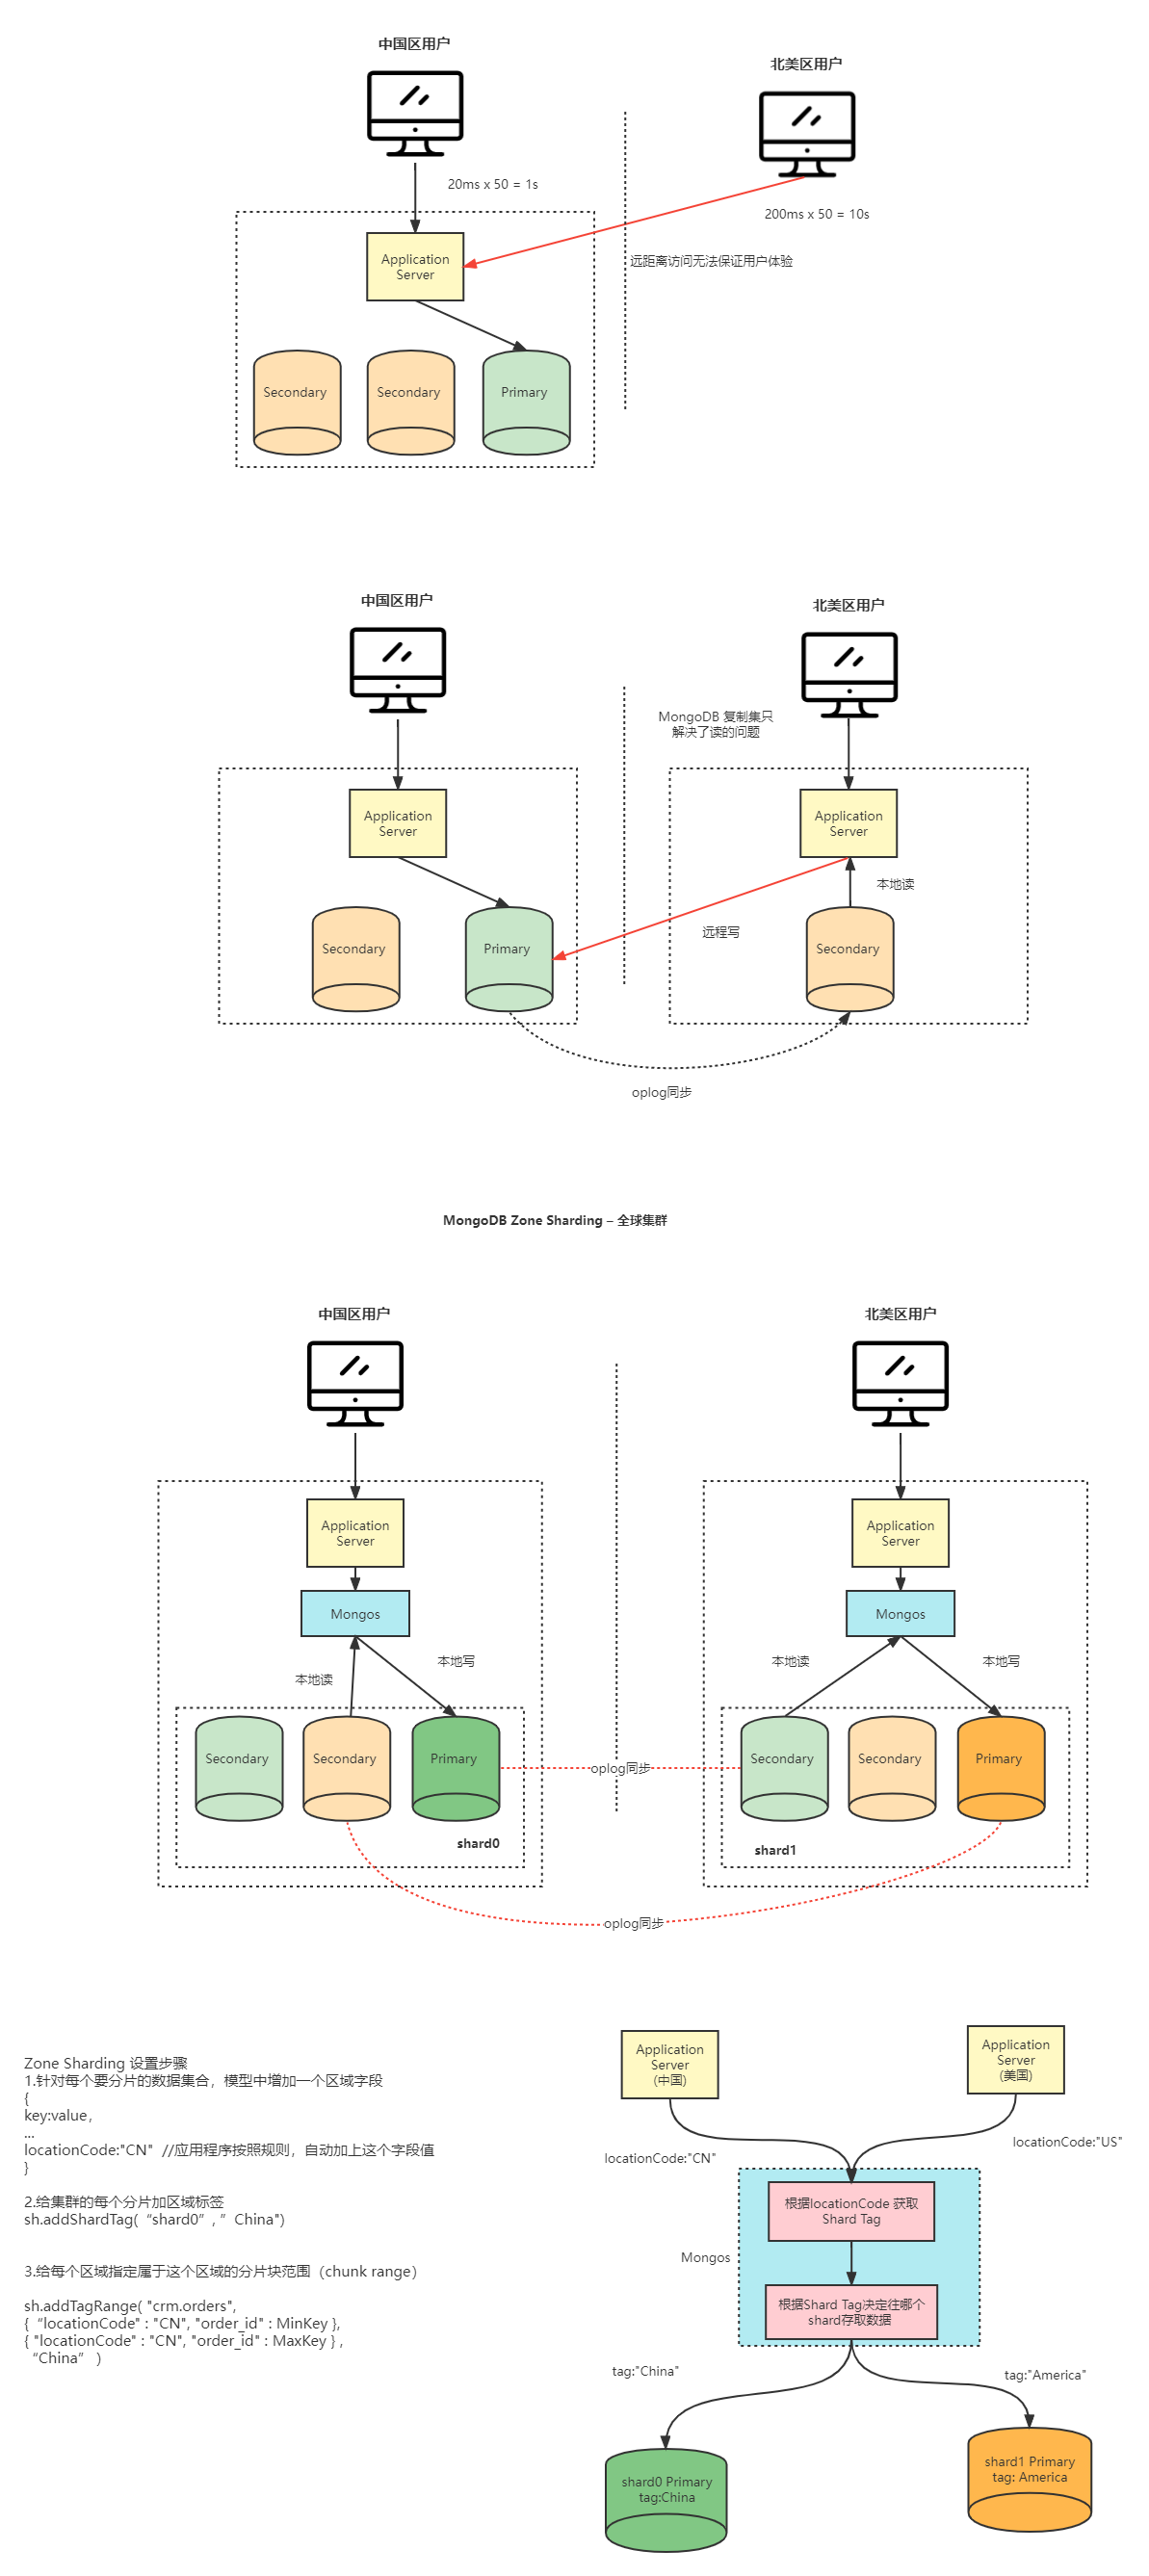 中国区用户
北美区用户
20ms x 50 = 1s
200ms x 50 = 10s
Application
Server
远距离访问无法保证用户体验
Secondary
Secondary
Primary
中国区用户
北美区用户
MongoDB 复制集只
解决了读的问题
Application
Server
Application
Server
本地读
远程写
Secondary
Primary
Secondary
oplog同步
MongoDB Zone Sharding – 全球集群
中国区用户
北美区用户
Application
Server
Application
Server
Mongos
Mongos
本地读
本地写
本地读
本地写
Secondary
Secondary
Primary
oplog同步
Secondary
Secondary
Primary
shard0
shard1
oplog同步
Zone Sharding 设置步骤
1.针对每个要分片的数据集合，模型中增加一个区域字段
{
key:value，
...
locationCode:"CN"  //应用程序按照规则，自动加上这个字段值
}
2.给集群的每个分片加区域标签
sh.addShardTag(“shard0”, ”China")
3.给每个区域指定属于这个区域的分片块范围（chunk range）
sh.addTagRange( "crm.orders",
{ “locationCode" : "CN", "order_id" : MinKey },
{ "locationCode" : "CN", "order_id" : MaxKey } ,
“China” )
Application
Server
(中国)
Application
Server
(美国)
locationCode:"CN"
locationCode:"US"
根据locationCode 获取
Shard Tag
Mongos
根据Shard Tag决定往哪个
shard存取数据
tag:"China"
tag:"America"
shard0 Primary
tag:China
shard1 Primary
tag: America